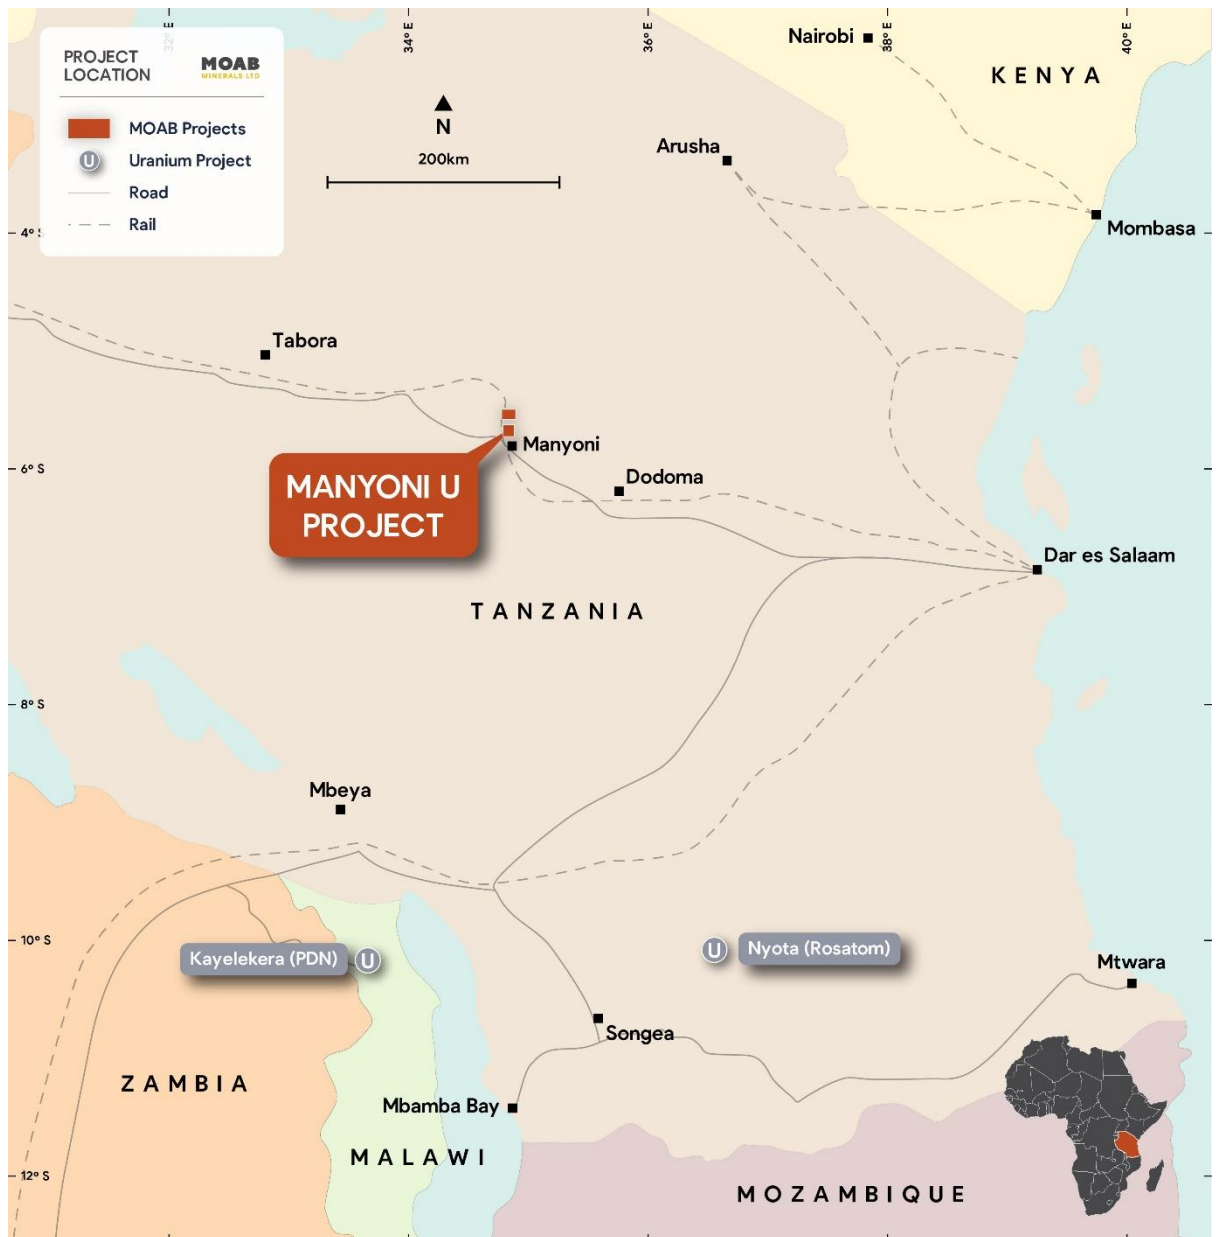 32° E
34° E
36° E
38° E
40° E
PROJECT
LOCATION
MOAB
MINERALS LTD
MOAB Projects
Uranium Project
U
Road
Rail
N
200km
Nairobi
KENYA
Arusha
Mombasa
4° S
Tabora
Manyoni
6° S
MANYONI U
PROJECT
Dodoma
Dar es Salaam
TANZANIA
8° S
Mbeya
10° S
Kayelekera (PDN)
U
U
Nyota (Rosatom)
Mtwara
Songea
ZAMBIA
Mbamba Bay
MALAWI
12° S
MOZAMBIQUE